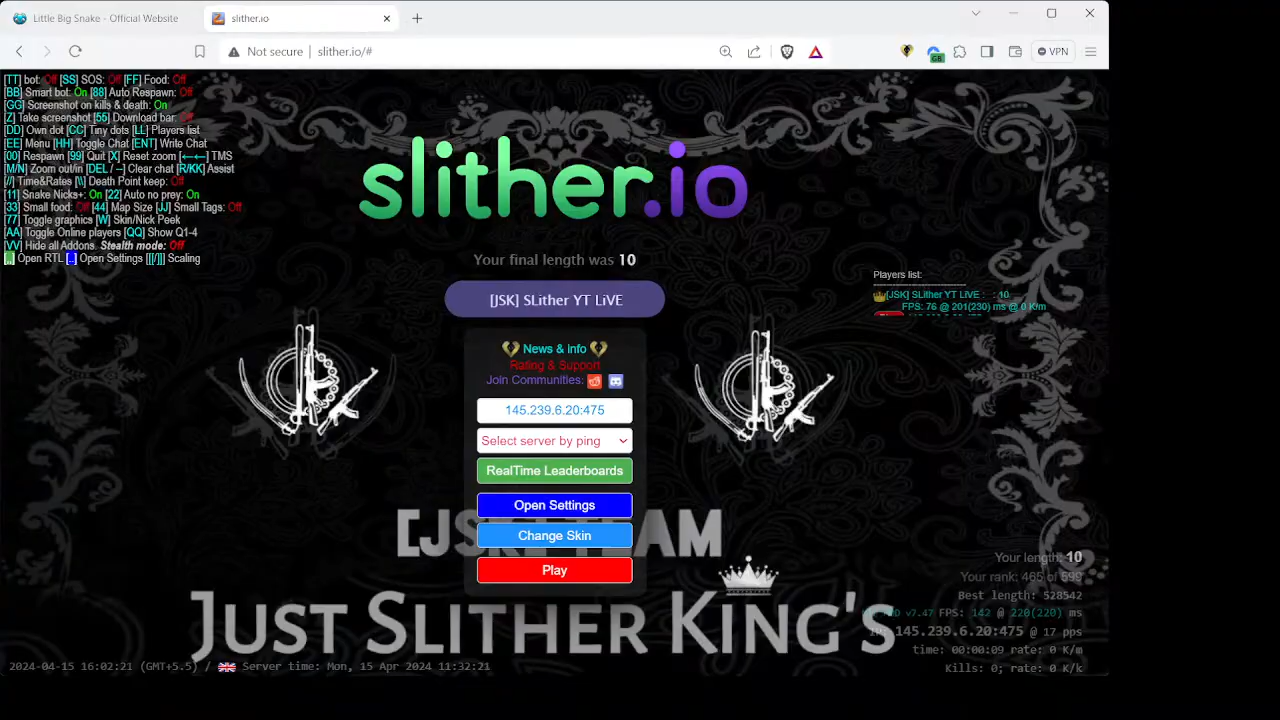 Little Big Snake - Official Website
slither.io
Not secure
slither.io/#
VPN
[TT] bot: Off [SS] SOS: Off [FF] Food: Off
[BB] Smart bot: On [88] Auto Respawn: Off
[GG] Screenshot on kills & death: On
[Z] Take screenshot [55] Download bar: Off
[DD] Own dot [CC] Tiny dots [LL] Players list
[EE] Menu [HH] Toggle Chat [ENT] Write Chat
[00] Respawn [99] Quit [X] Reset zoom [←→] TMS
[M/N] Zoom out/in [DEL / --] Clear chat [R/KK] Assist
[//] Time&Rates [\\] Death Point keep: Off
[11] Snake Nicks+: On [22] Auto no prey: On
[33] Small food: Off [44] Map Size [JJ] Small Tags: Off
[77] Toggle graphics [W] Skin/Nick Peek
[AA] Toggle Online players [QQ] Show Q1-4
[VV] Hide all Addons. Stealth mode: Off
[,,] Open RTL [..] Open Settings [[[/]]] Scaling
slither.io
Your final length was 10
[JSK] SLither YT LiVE
Players list:
[JSK] SLither YT LiVE : : 10
FPS: 76 @ 201(230) ms @ 0 K/m
News & info
Rating & Support
Join Communities:
145.239.6.20:475
Select server by ping
RealTime Leaderboards
Open Settings
Change Skin
Play
[JSK] TEAM
JUST SLITHER KING'S
Your length: 10
Your rank: 465 of 599
Best length: 528542
v7.47 FPS: 142 @ 220(220) ms
IP: 145.239.6.20:475 @ 17 pps
time: 00:00:09 rate: 0 K/m
Kills: 0; rate: 0 K/k
2024-04-15 16:02:21 (GMT+5.5) / Server time: Mon, 15 Apr 2024 11:32:21